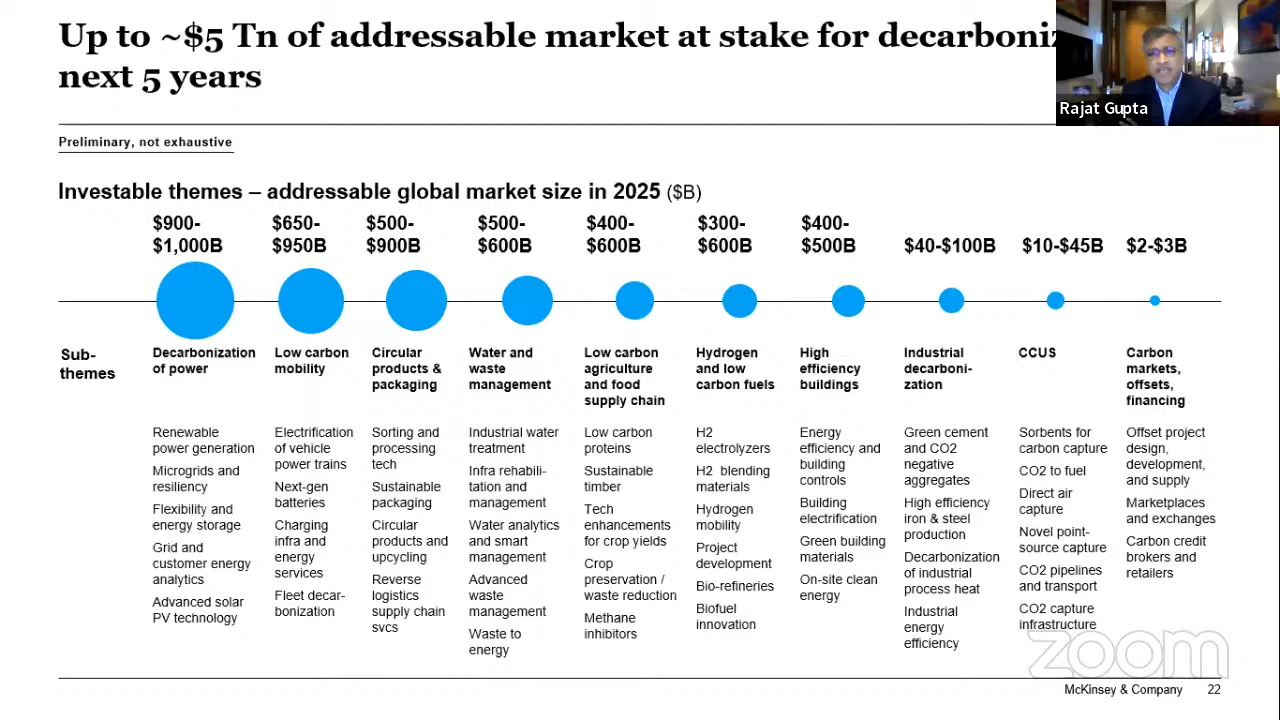 Up to ~$5 Tn of addressable market at stake for
next 5 years
Rajat Gupta
Preliminary, not exhaustive
Investable themes – addressable global market size in 2025 ($B)
$900-
$1,000B
$650-
$950B
$500-
$900B
$500-
$600B
$400-
$600B
$300-
$600B
$400-
$500B
$40-$100B
$10-$45B
$2-$3B
Sub-
themes
Decarbonization
of power
Renewable
power generation
Microgrids and
resiliency
Flexibility and
energy storage
Grid and
customer energy
analytics
Advanced solar
PV technology
Low carbon
mobility
Electrification
of vehicle
power trains
Next-gen
batteries
Charging
infra and
energy
services
Fleet decar-
bonization
Circular
products &
packaging
Sorting and
processing
tech
Sustainable
packaging
Circular
products and
upcycling
Reverse
logistics
supply chain
svcs
Water and
waste
management
Industrial water
treatment
Infra rehabili-
tation and
management
Water analytics
and smart
management
Advanced
waste
management
Waste to
energy
Low carbon
agriculture
and food
supply chain
Low carbon
proteins
Sustainable
timber
Tech
enhancements
for crop yields
Crop
preservation /
waste reduction
Methane
inhibitors
Hydrogen
and low
carbon fuels
H2
electrolyzers
H2 blending
materials
Hydrogen
mobility
Project
development
Bio-refineries
Biofuel
innovation
High
efficiency
buildings
Energy
efficiency and
building
controls
Building
electrification
Green building
materials
On-site clean
energy
Industrial
decarboni-
zation
Green cement
and CO2
negative
aggregates
High efficiency
iron & steel
production
Decarbonization
of industrial
process heat
Industrial
energy
efficiency
CCUS
Sorbents for
carbon capture
CO2 to fuel
Direct air
capture
Novel point-
source capture
CO2 pipelines
and transport
CO2 capture
infrastructure
Carbon
markets,
offsets,
financing
Offset project
design,
development,
and supply
Marketplaces
and exchanges
Carbon credit
brokers and
retailers
zoom
McKinsey & Company 22